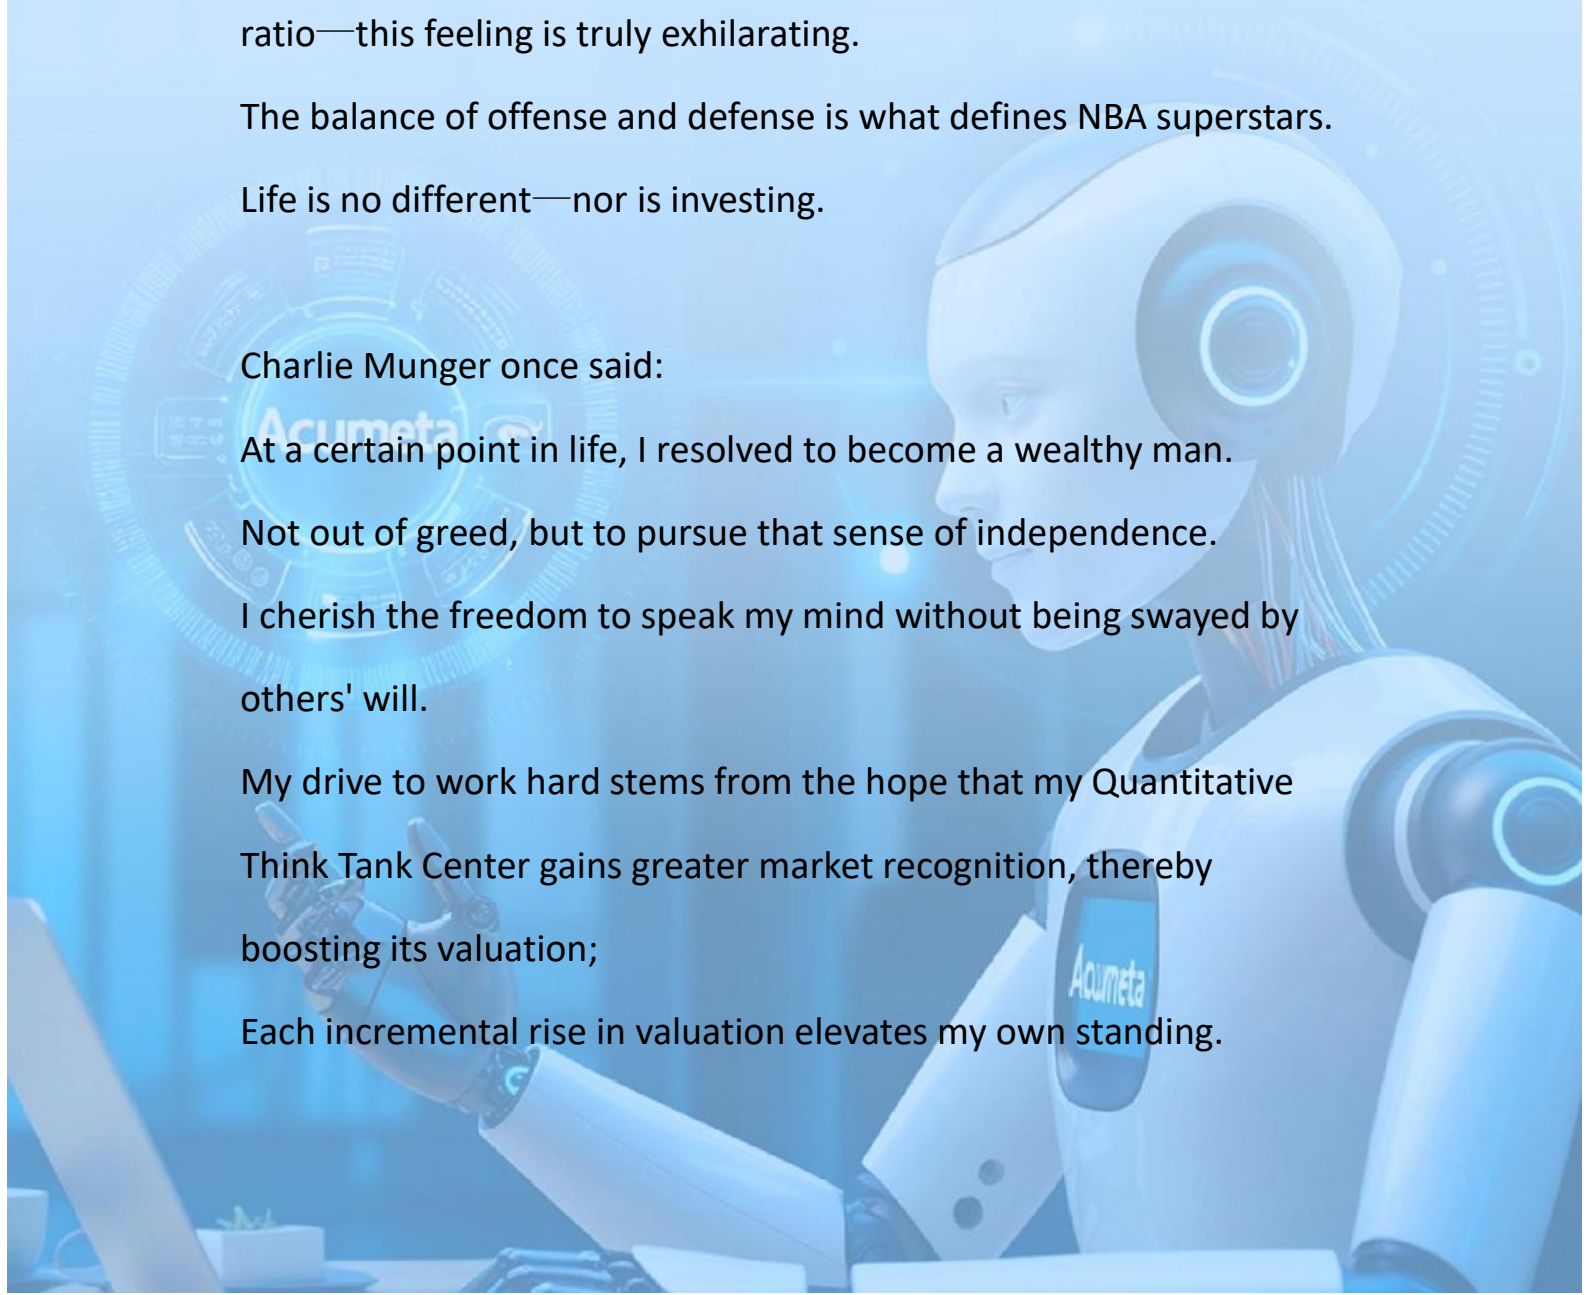 ratio—this feeling is truly exhilarating.
The balance of offense and defense is what defines NBA superstars.
Life is no different—nor is investing.
Charlie Munger once said:
Acumeta
At a certain point in life, I resolved to become a wealthy man.
Not out of greed, but to pursue that sense of independence.
I cherish the freedom to speak my mind without being swayed by
others' will.
My drive to work hard stems from the hope that my Quantitative
Think Tank Center gains greater market recognition, thereby
boosting its valuation;
Acumeta
Each incremental rise in valuation elevates my own standing.